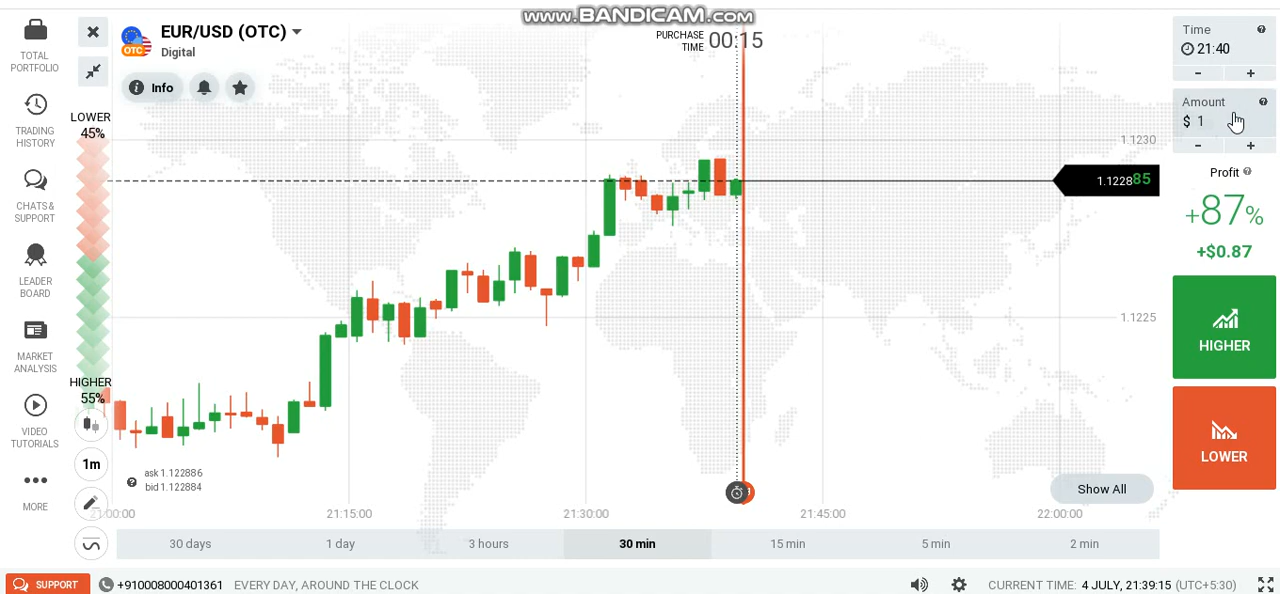 www.BANDICAM.com
TOTAL
PORTFOLIO
TRADING
HISTORY
CHATS &
SUPPORT
LEADER
BOARD
MARKET
ANALYSIS
VIDEO
TUTORIALS
MORE
EUR/USD (OTC)
OTC
Digital
Info
LOWER
45%
HIGHER
55%
1m
PURCHASE
TIME
00:15
1.1230
1.122885
1.1225
ask 1.122886
bid 1.122884
Show All
21:00:00
21:15:00
21:30:00
21:45:00
22:00:00
30 days
1 day
3 hours
30 min
15 min
5 min
2 min
Time
21:40
-
+
Amount
$ 1
-
+
Profit
+87%
+$0.87
HIGHER
LOWER
SUPPORT
+910008000401361
EVERY DAY, AROUND THE CLOCK
CURRENT TIME: 4 JULY, 21:39:15 (UTC+5:30)